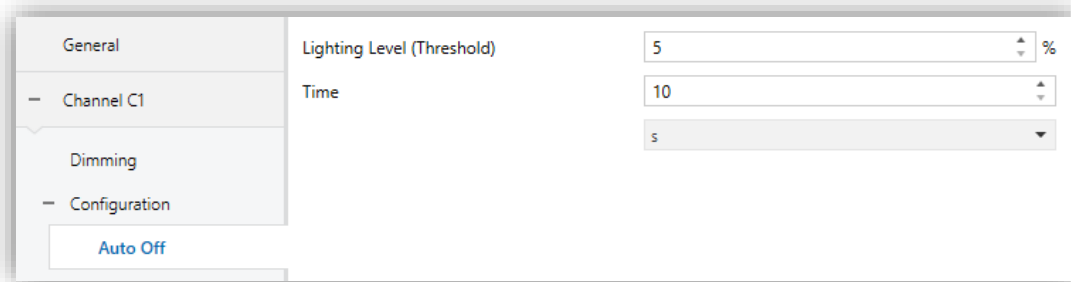 General
Channel C1
Dimming
Configuration
Auto Off
Lighting Level (Threshold) 5 %
Time 10
s